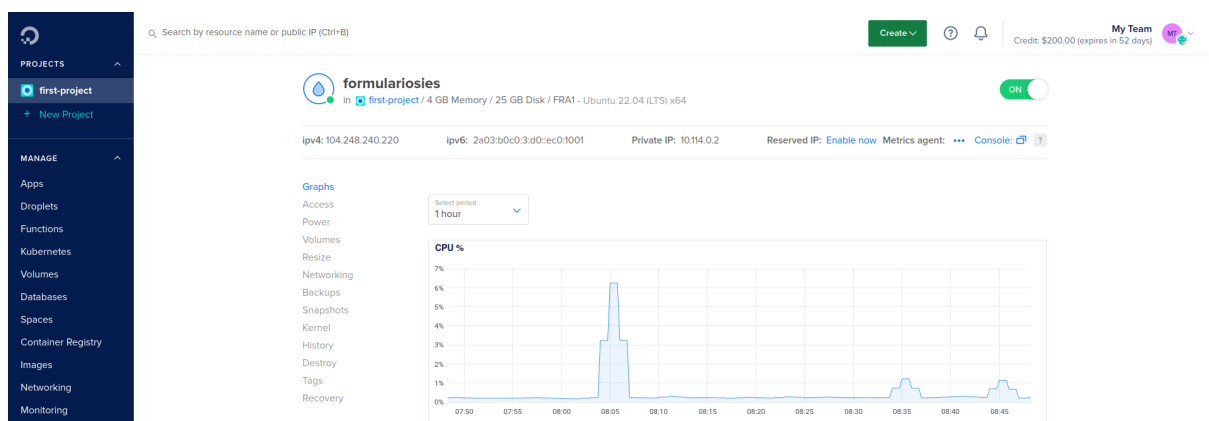 Search by resource name or public IP (Ctrl+B)
Create
?
My Team
Credit: $200.00 (expires in 52 days)
MT
PROJECTS
first-project
+ New Project
MANAGE
Apps
Droplets
Functions
Kubernetes
Volumes
Databases
Spaces
Container Registry
Images
Networking
Monitoring
formulariosies
in first-project / 4 GB Memory / 25 GB Disk / FRA1 - Ubuntu 22.04 (LTS) x64
ON
ipv4: 104.248.240.220 ipv6: 2a03:b0c0:3:d0::ec0:1001 Private IP: 10.114.0.2 Reserved IP: Enable now Metrics agent: ••• Console: ?
Graphs
Access
Power
Volumes
Resize
Networking
Backups
Snapshots
Kernel
History
Destroy
Tags
Recovery
Select period
1 hour
CPU %
7%
6%
5%
4%
3%
2%
1%
0%
07:50 07:55 08:00 08:05 08:10 08:15 08:20 08:25 08:30 08:35 08:40 08:45